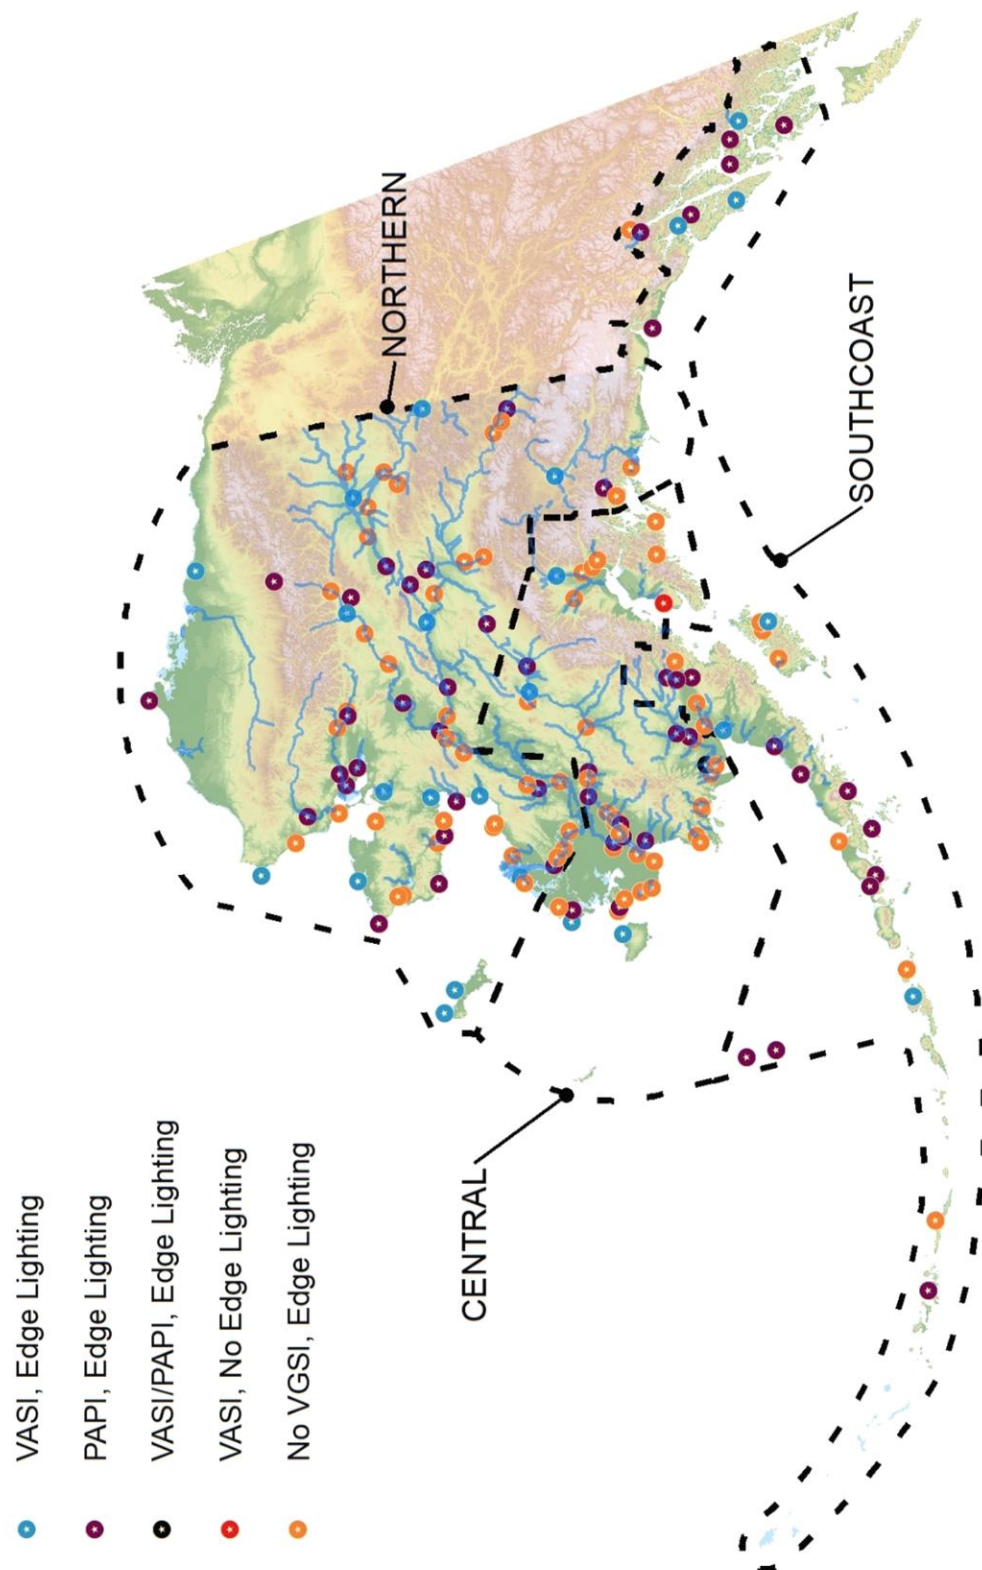 VASI, Edge Lighting
PAPI, Edge Lighting
VASI/PAPI, Edge Lighting
VASI, No Edge Lighting
No VGSI, Edge Lighting
NORTHERN
CENTRAL
SOUTHCOAST